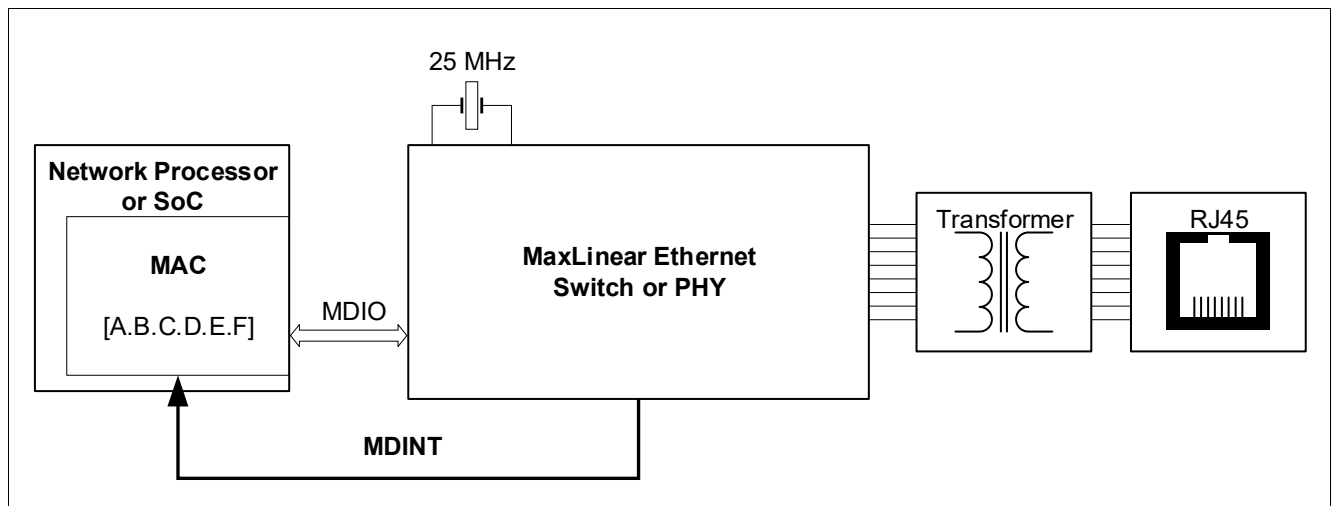 25 MHz
Network Processor
or SoC
MAC
[A.B.C.D.E.F]
MDIO
MaxLinear Ethernet
Switch or PHY
Transformer
RJ45
MDINT